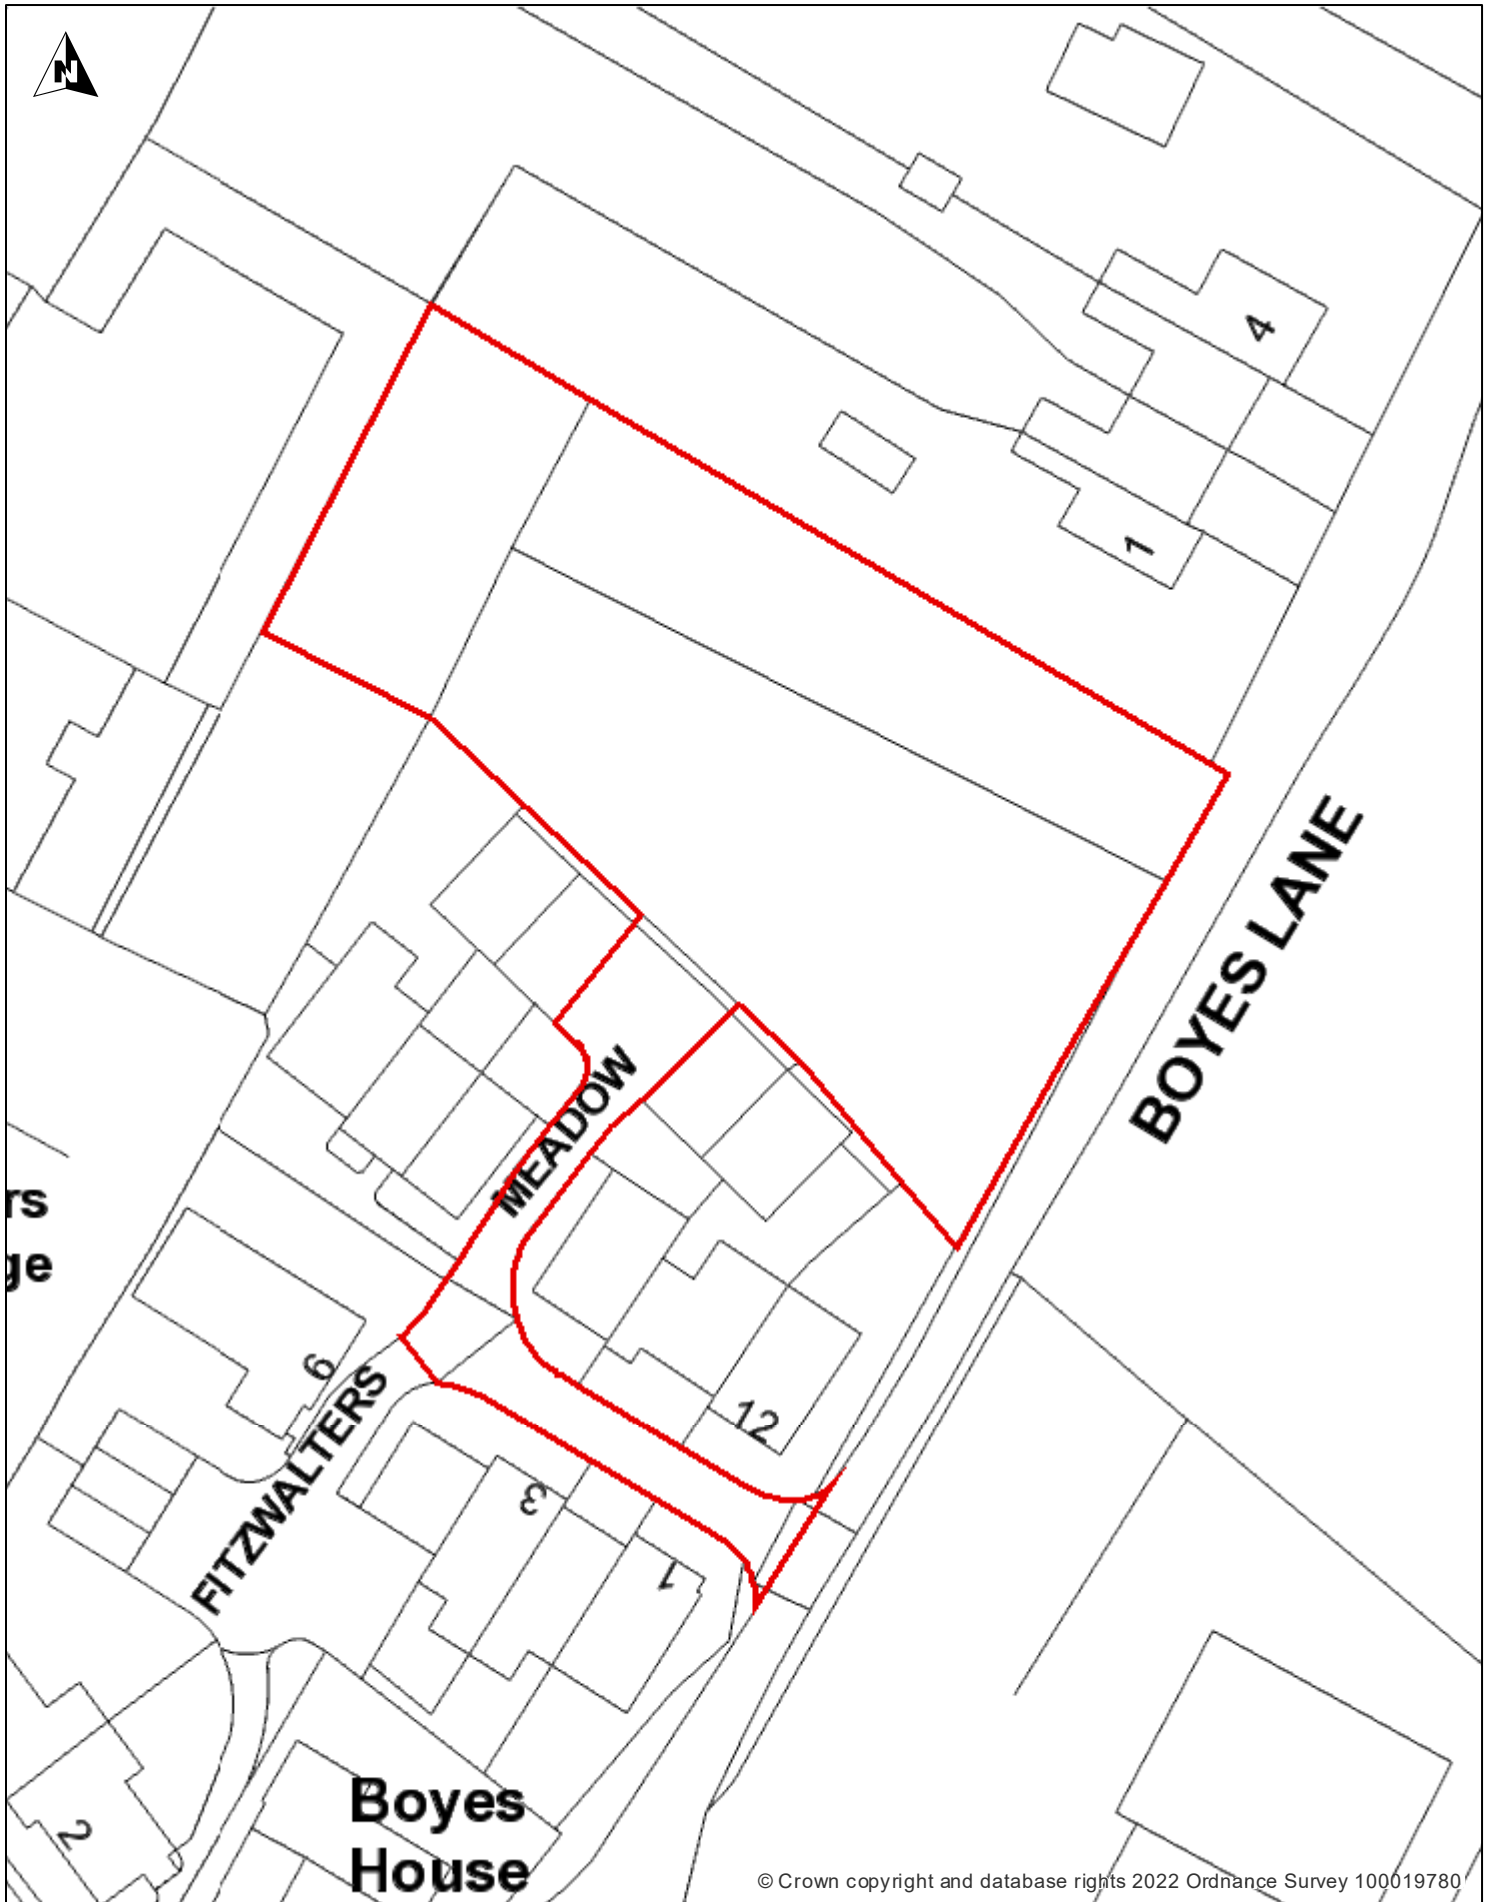 N
4
1
BOYES LANE
MEADOW
rs
ge
9
FITZWALTERS
12
3
1
2
Boyes
House
© Crown copyright and database rights 2022 Ordnance Survey 100019780